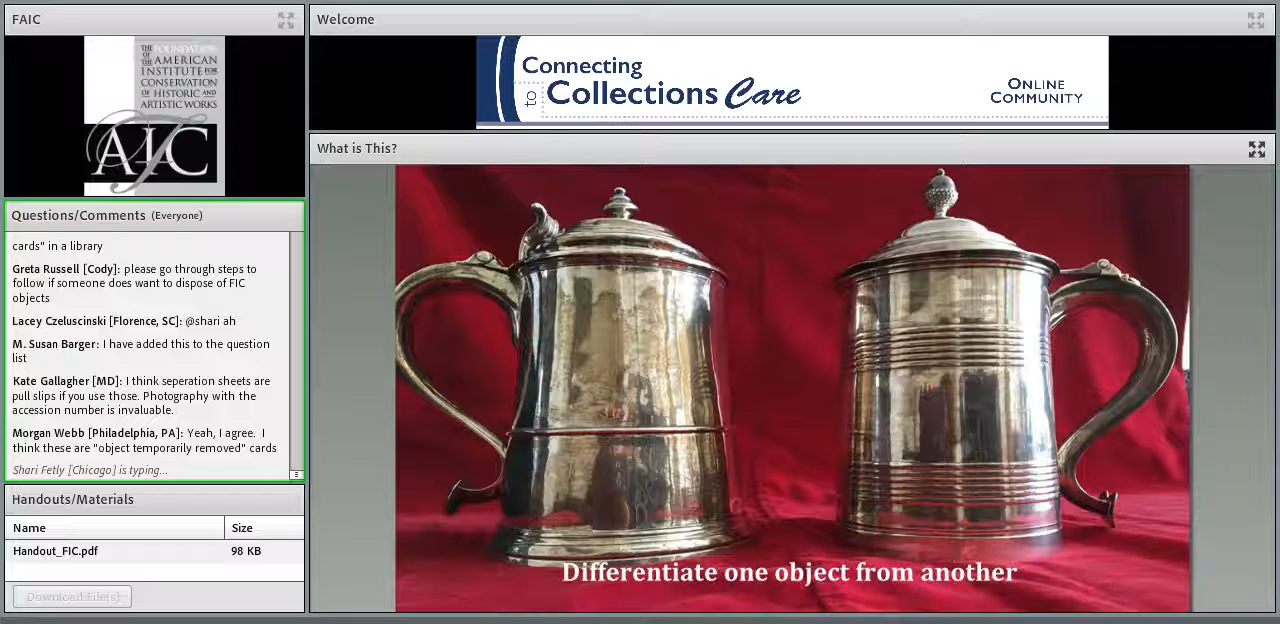 FAIC
THE
FOUNDATION
OF
THE
AMERICAN
INSTITUTE FOR
CONSERVATION
OF HISTORIC AND
ARTISTIC WORKS
AIC
Questions/Comments (Everyone)
cards" in a library
Greta Russell [Cody]: please go through steps to
follow if someone does want to dispose of FIC
objects
Lacey Czeluscinski [Florence, SC]: @shari ah
M. Susan Barger: I have added this to the question
list
Kate Gallagher [MD]: I think seperation sheets are
pull slips if you use those. Photography with the
accession number is invaluable.
Morgan Webb [Philadelphia, PA]: Yeah, I agree. I
think these are "object temporarily removed" cards
Shari Fetly [Chicago] is typing...
Handouts/Materials
Name Size
Handout_FIC.pdf 98 KB
Download File(s)
Welcome
Connecting
to Collections Care
ONLINE
COMMUNITY
What is This?
Differentiate one object from another